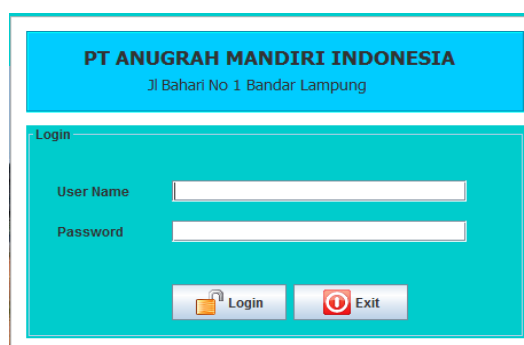 PT ANUGRAH MANDIRI INDONESIA
Jl Bahari No 1 Bandar Lampung
Login
User Name
Password
Login Exit